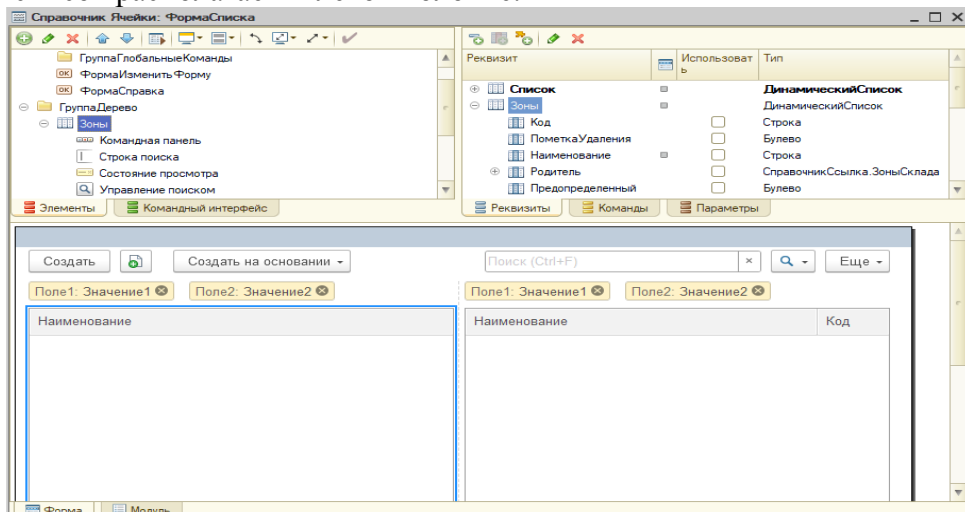 Справочник Ячейки: ФормаСписка
ГруппаГлобальныеКоманды
ФормаИзменитьФорму
ФормаСправка
ГруппаДерево
Зоны
Командная панель
Строка поиска
Состояние просмотра
Управление поиском
Элементы
Командный интерфейс
Реквизит
Использоват
ь
Тип
Список
ДинамическийСписок
Зоны
ДинамическийСписок
Код
Строка
ПометкаУдаления
Булево
Наименование
Строка
Родитель
СправочникСсылка.ЗоныСклада
Предопределенный
Булево
Реквизиты
Команды
Параметры
Создать
Создать на основании
Поиск (Ctrl+F)
Еще
Поле1: Значение1
Поле2: Значение2
Поле1: Значение1
Поле2: Значение2
Наименование
Наименование
Код
Форма
Модуль